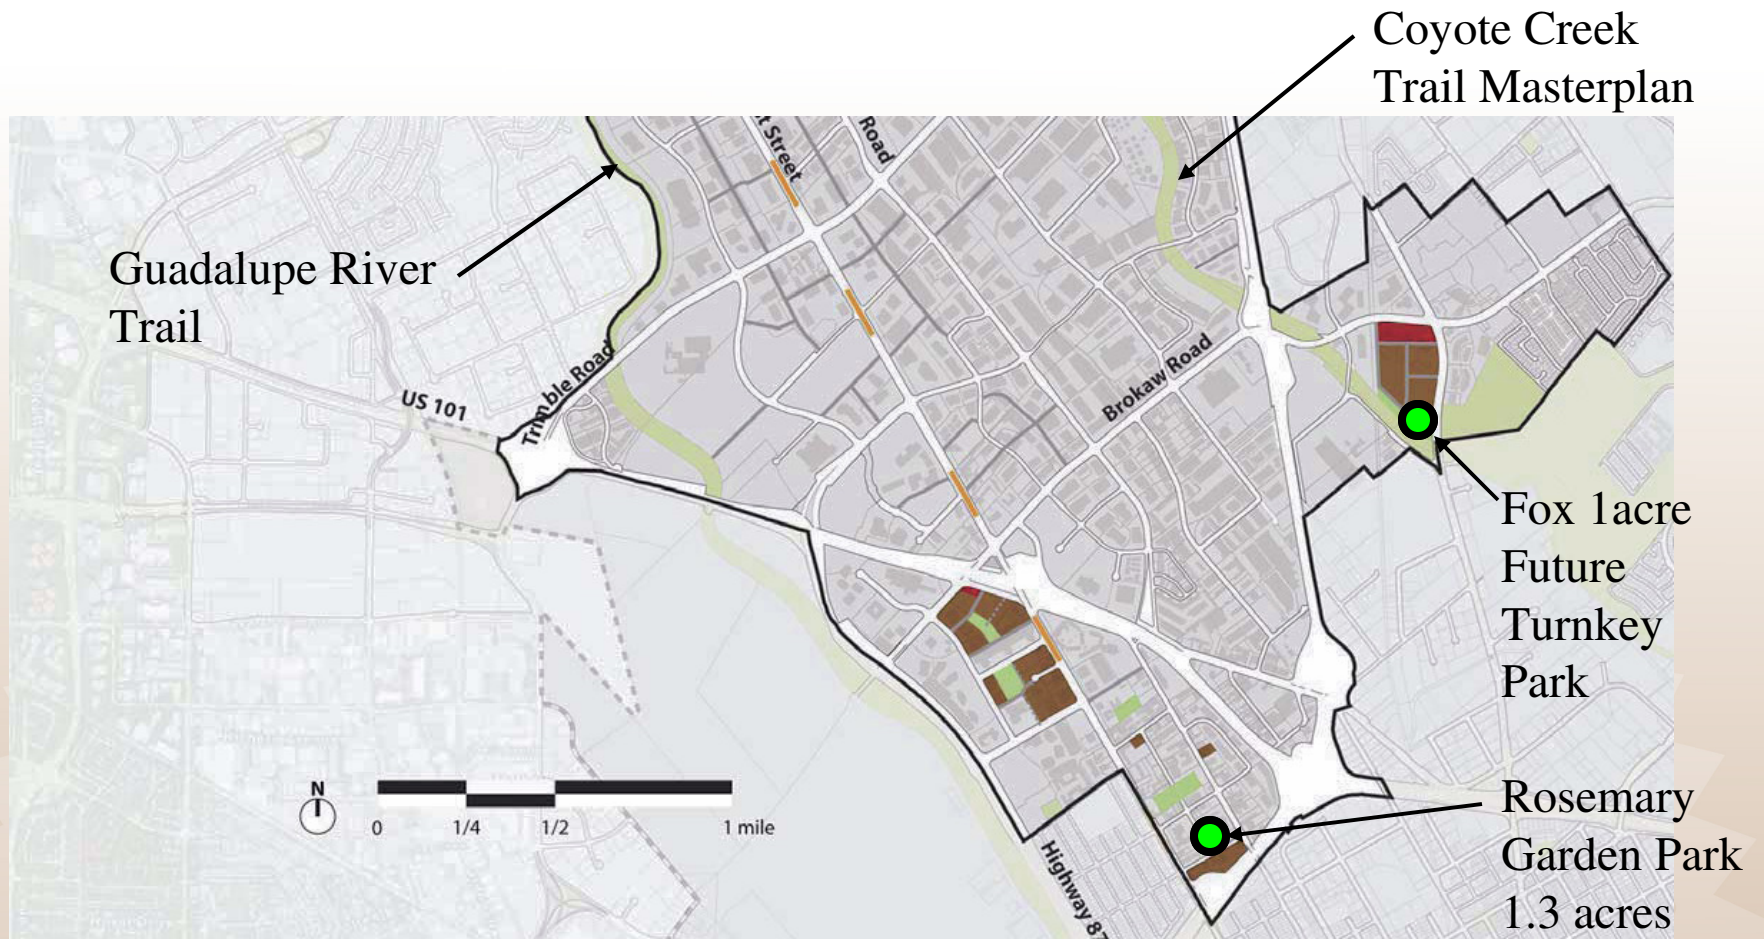 Coyote Creek
Trail Masterplan
Street
Road
Guadalupe River
Trail
US 101
Trimble Road
Brokaw Road
Fox 1acre
Future
Turnkey
Park
N
0 1/4 1/2 1 mile
Highway 87
Rosemary
Garden Park
1.3 acres